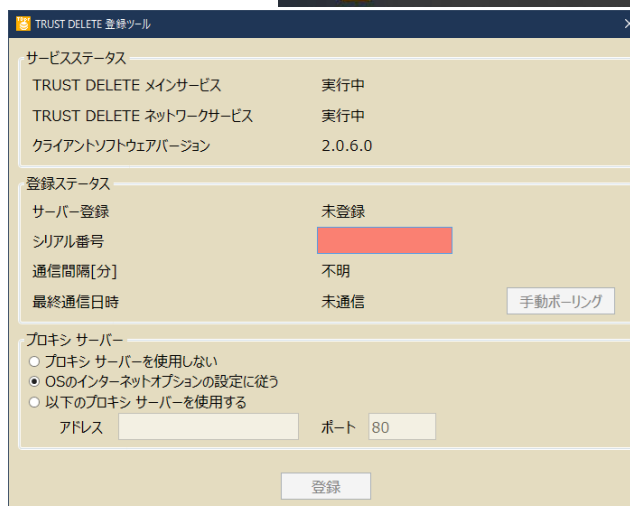 TRUST DELETE 登録ツール
サービスステータス
TRUST DELETE メインサービス 実行中
TRUST DELETE ネットワークサービス 実行中
クライアントソフトウェアバージョン 2.0.6.0
登録ステータス
サーバー登録 未登録
シリアル番号
通信間隔[分] 不明
最終通信日時 未通信 手動ポーリング
プロキシ サーバー
プロキシ サーバーを使用しない
OSのインターネットオプションの設定に従う
以下のプロキシ サーバーを使用する
アドレス ポート 80
登録